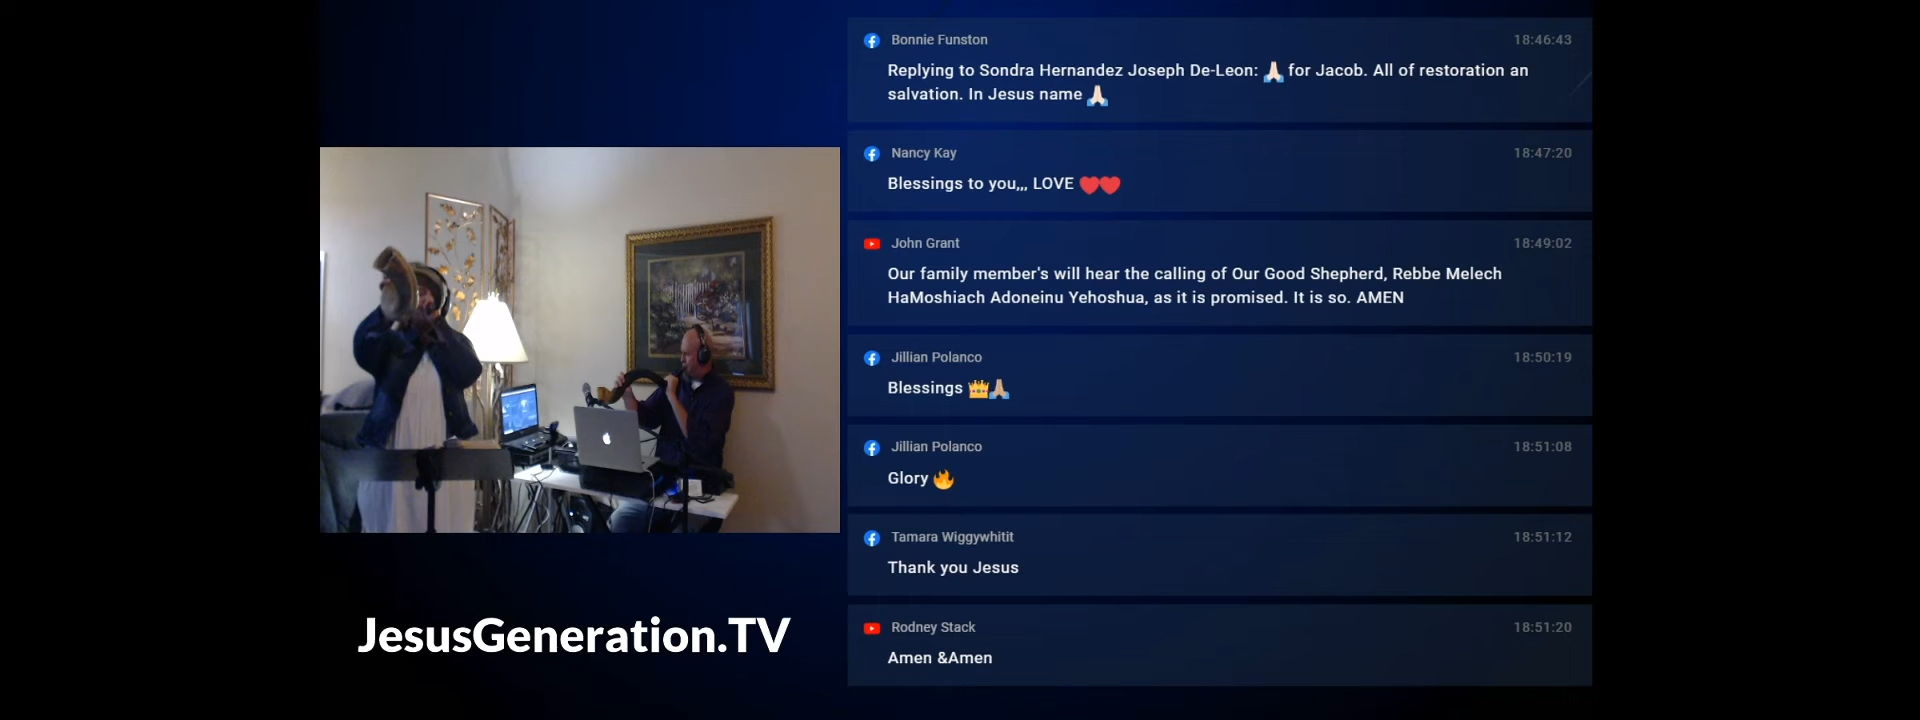 Bonnie Funston 18:46:43
Replying to Sondra Hernandez Joseph De-Leon: 🙏🏻 for Jacob. All of restoration an
salvation. In Jesus name 🙏🏻
Nancy Kay 18:47:20
Blessings to you,,, LOVE ❤️❤️
John Grant 18:49:02
Our family member's will hear the calling of Our Good Shepherd, Rebbe Melech
HaMoshiach Adoneinu Yehoshua, as it is promised. It is so. AMEN
Jillian Polanco 18:50:19
Blessings 👑🙏🏽
Jillian Polanco 18:51:08
Glory 🔥
Tamara Wiggywhitit 18:51:12
Thank you Jesus
Rodney Stack 18:51:20
Amen &Amen
JesusGeneration.TV